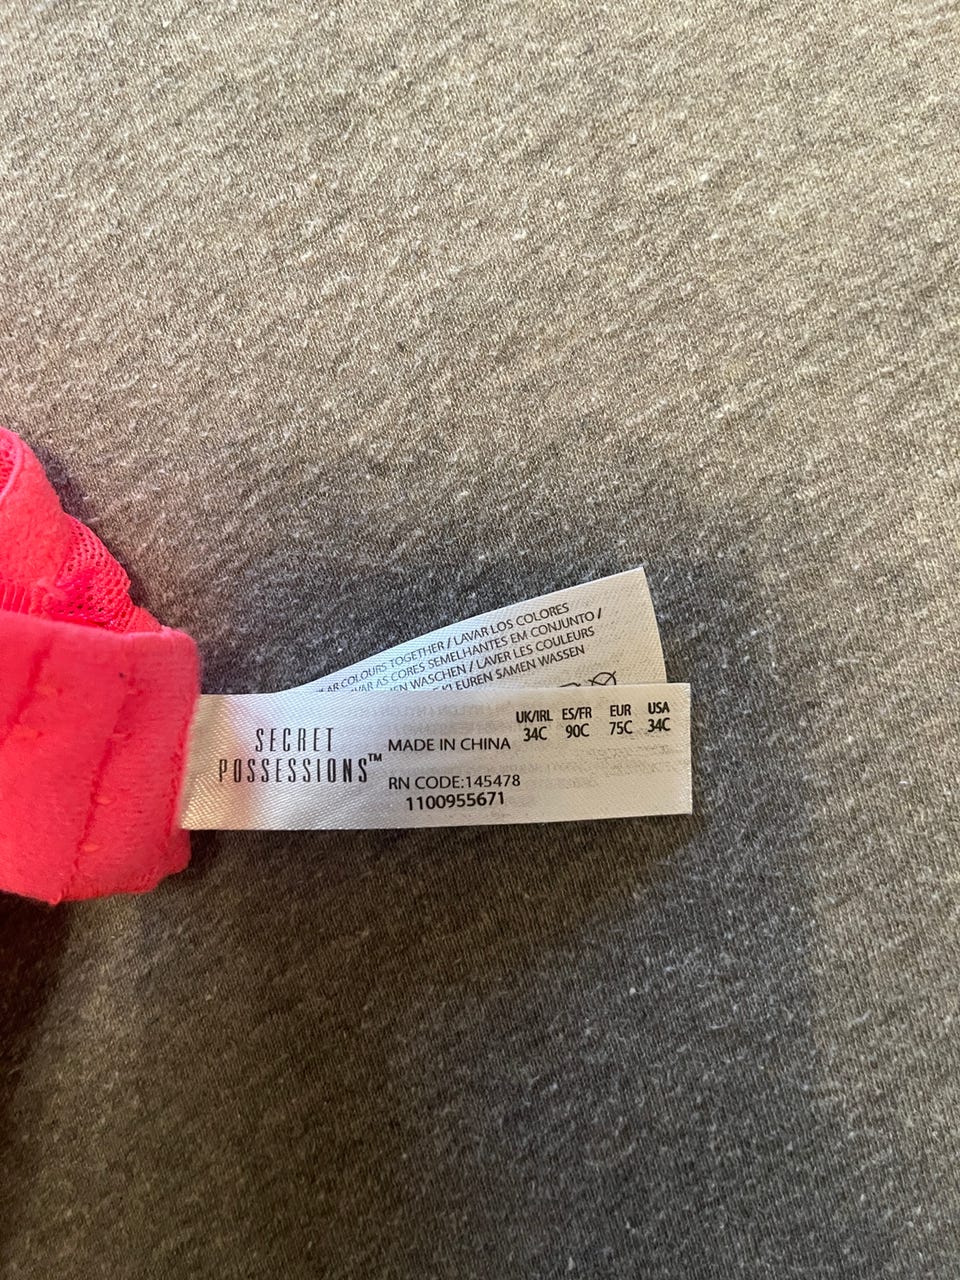 COLOURS TOGETHER / LAVAR LOS COLORES
AS CORES SEMELHANTES EM CONJUNTO /
WASCHEN / LAVER LES COULEURS
KLEUREN SAMEN WASSEN
SECRET
POSSESSIONS™
MADE IN CHINA
RN CODE:145478
1100955671
UK/IRL ES/FR EUR USA
34C 90C 75C 34C